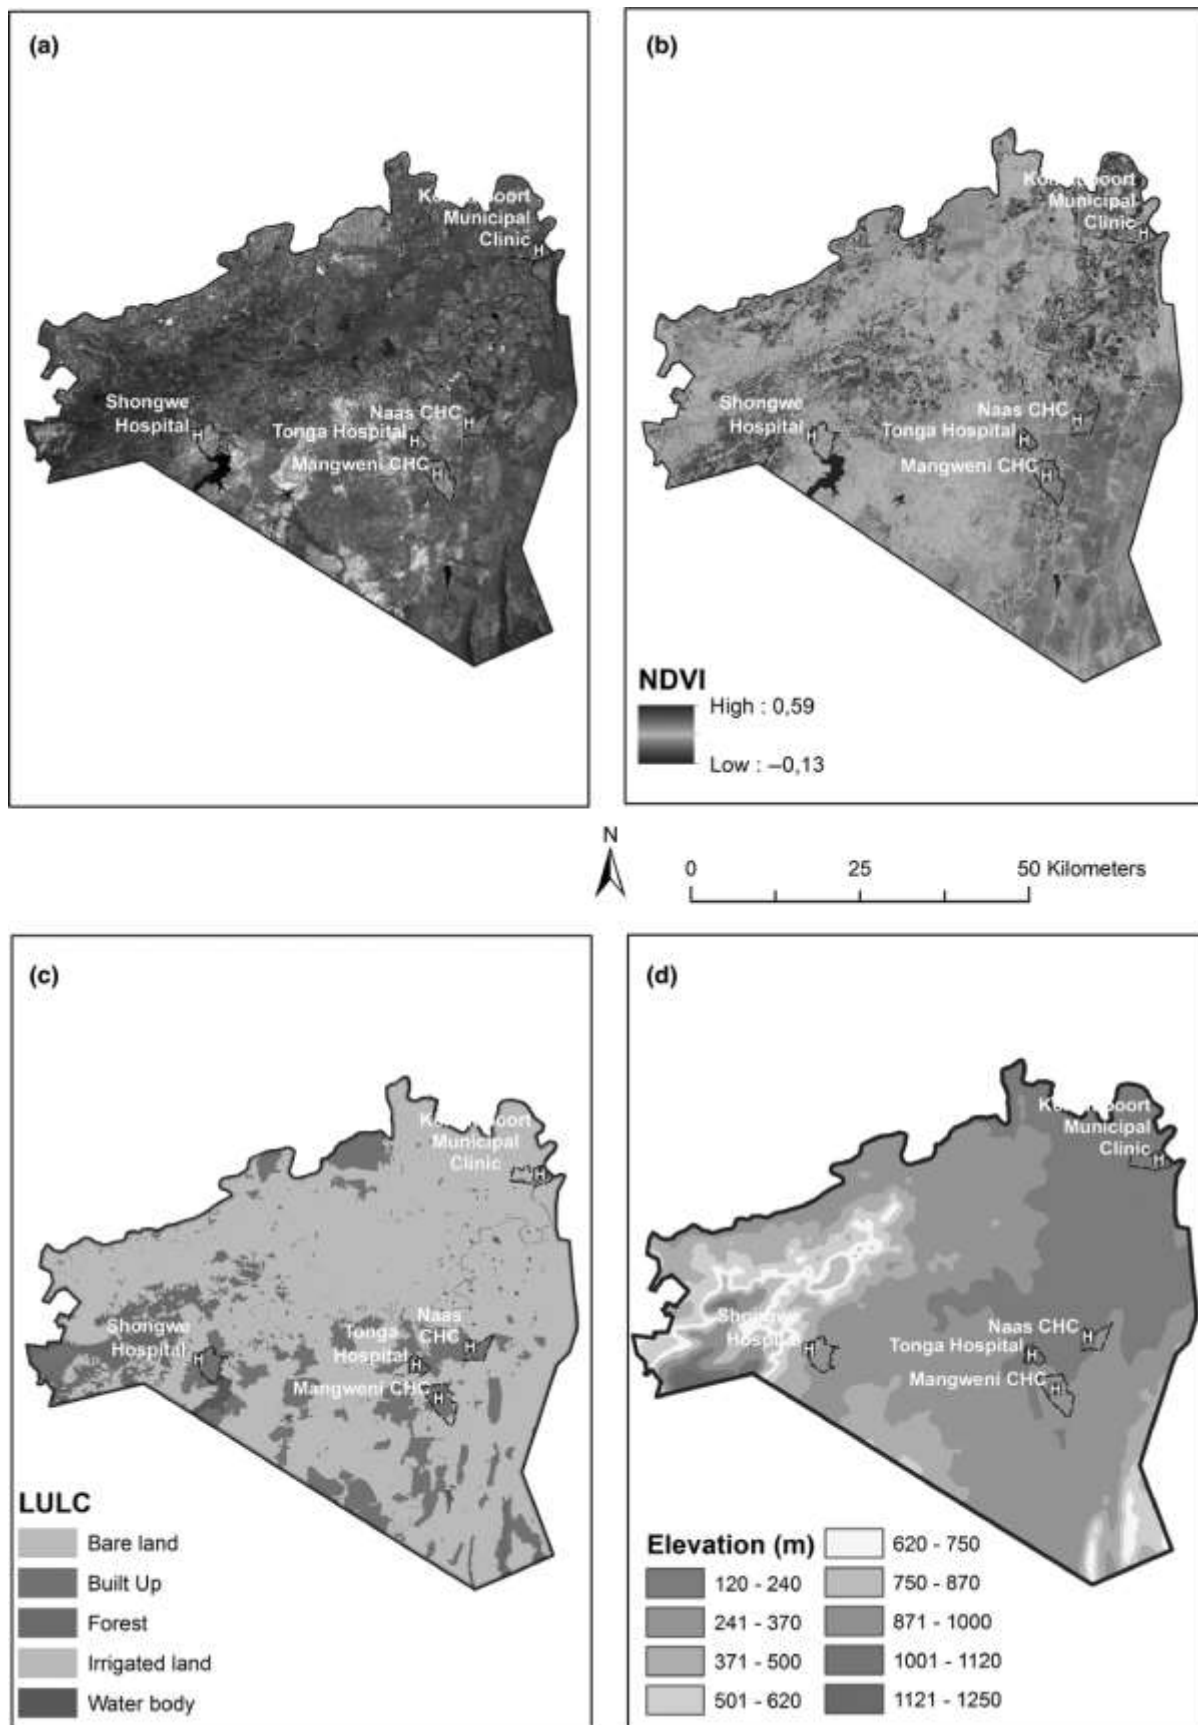 (a)
Municipal
Clinic
H
Shongwe
Hospital
H
Naas CHC
H
Tonga Hospital
H
Mangweni CHC
H
(b)
Municipal
Clinic
H
Shongwe
Hospital
H
Naas CHC
H
Tonga Hospital
H
Mangweni CHC
H
NDVI
High : 0,59
Low : –0,13
N
0 25 50 Kilometers
(c)
Municipal
Clinic
H
Shongwe
Hospital
H
Naas
CHC
H
Tonga
Hospital
H
Mangweni CHC
H
LULC
Bare land
Built Up
Forest
Irrigated land
Water body
(d)
Municipal
Clinic
H
Shongwe
Hospital
H
Naas CHC
H
Tonga Hospital
H
Mangweni CHC
H
Elevation (m)
120 - 240
241 - 370
371 - 500
501 - 620
620 - 750
750 - 870
871 - 1000
1001 - 1120
1121 - 1250